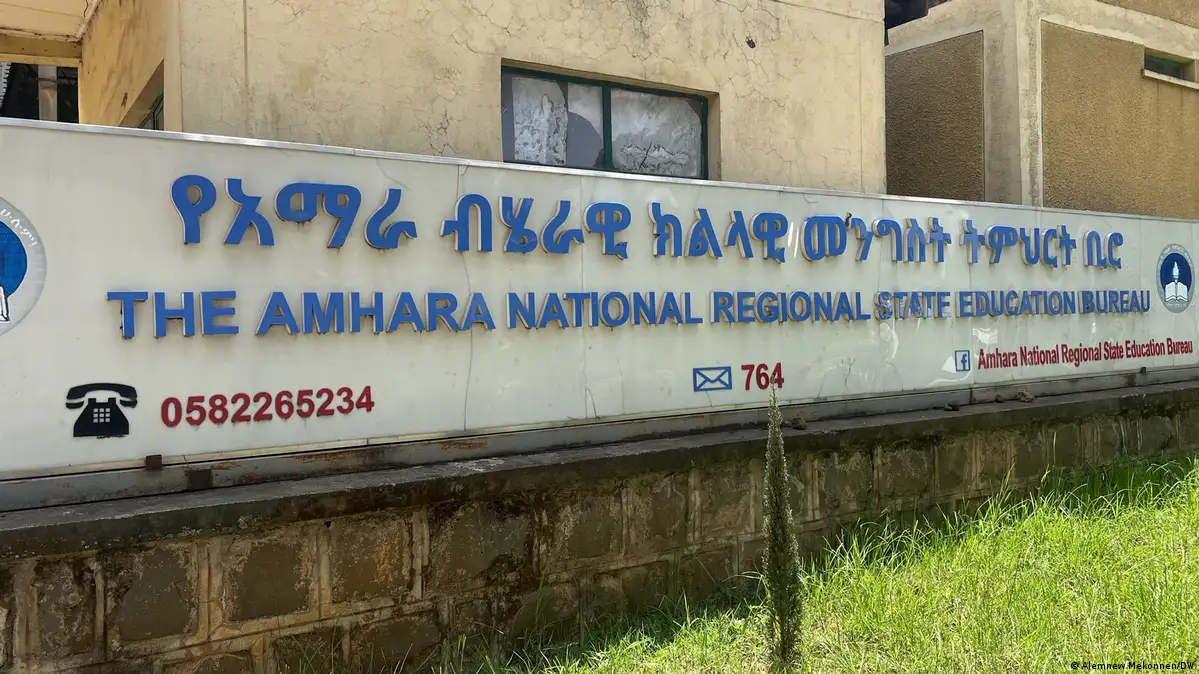 የአማራ ብሄራዊ ክልላዊ መንግስት ትምህርት ቢሮ
THE AMHARA NATIONAL REGIONAL STATE EDUCATION BUREAU
0582265234
764
Amhara National Regional State Education Bureau
© Alemnew Mekonnen/DW